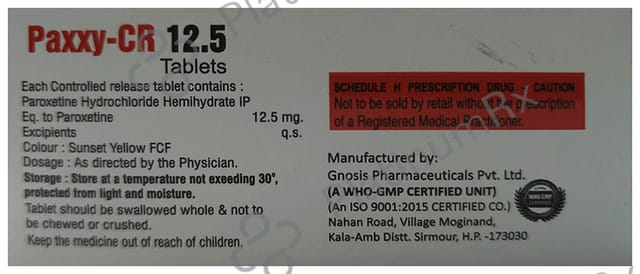 Paxxy-CR 12.5
Tablets
Each Controlled release tablet contains :
Paroxetine Hydrochloride Hemihydrate IP
Eq. to Paroxetine 12.5 mg.
Excipients q.s.
Colour : Sunset Yellow FCF
Dosage : As directed by the Physician.
Storage : Store at a temperature not exceeding 30°,
protected from light and moisture.
Tablet should be swallowed whole & not to
be chewed or crushed.
Keep the medicine out of reach of children.
SCHEDULE H PRESCRIPTION DRUG - CAUTION
Not to be sold by retail without the prescription
of a Registered Medical Practitioner.
Manufactured by:
Gnosis Pharmaceuticals Pvt. Ltd.
(A WHO-GMP CERTIFIED UNIT)
(An ISO 9001:2015 CERTIFIED CO.)
Nahan Road, Village Moginand,
Kala-Amb Distt. Sirmour, H.P. -173030
WHO-GMP
CERTIFIED
PlatinumRx